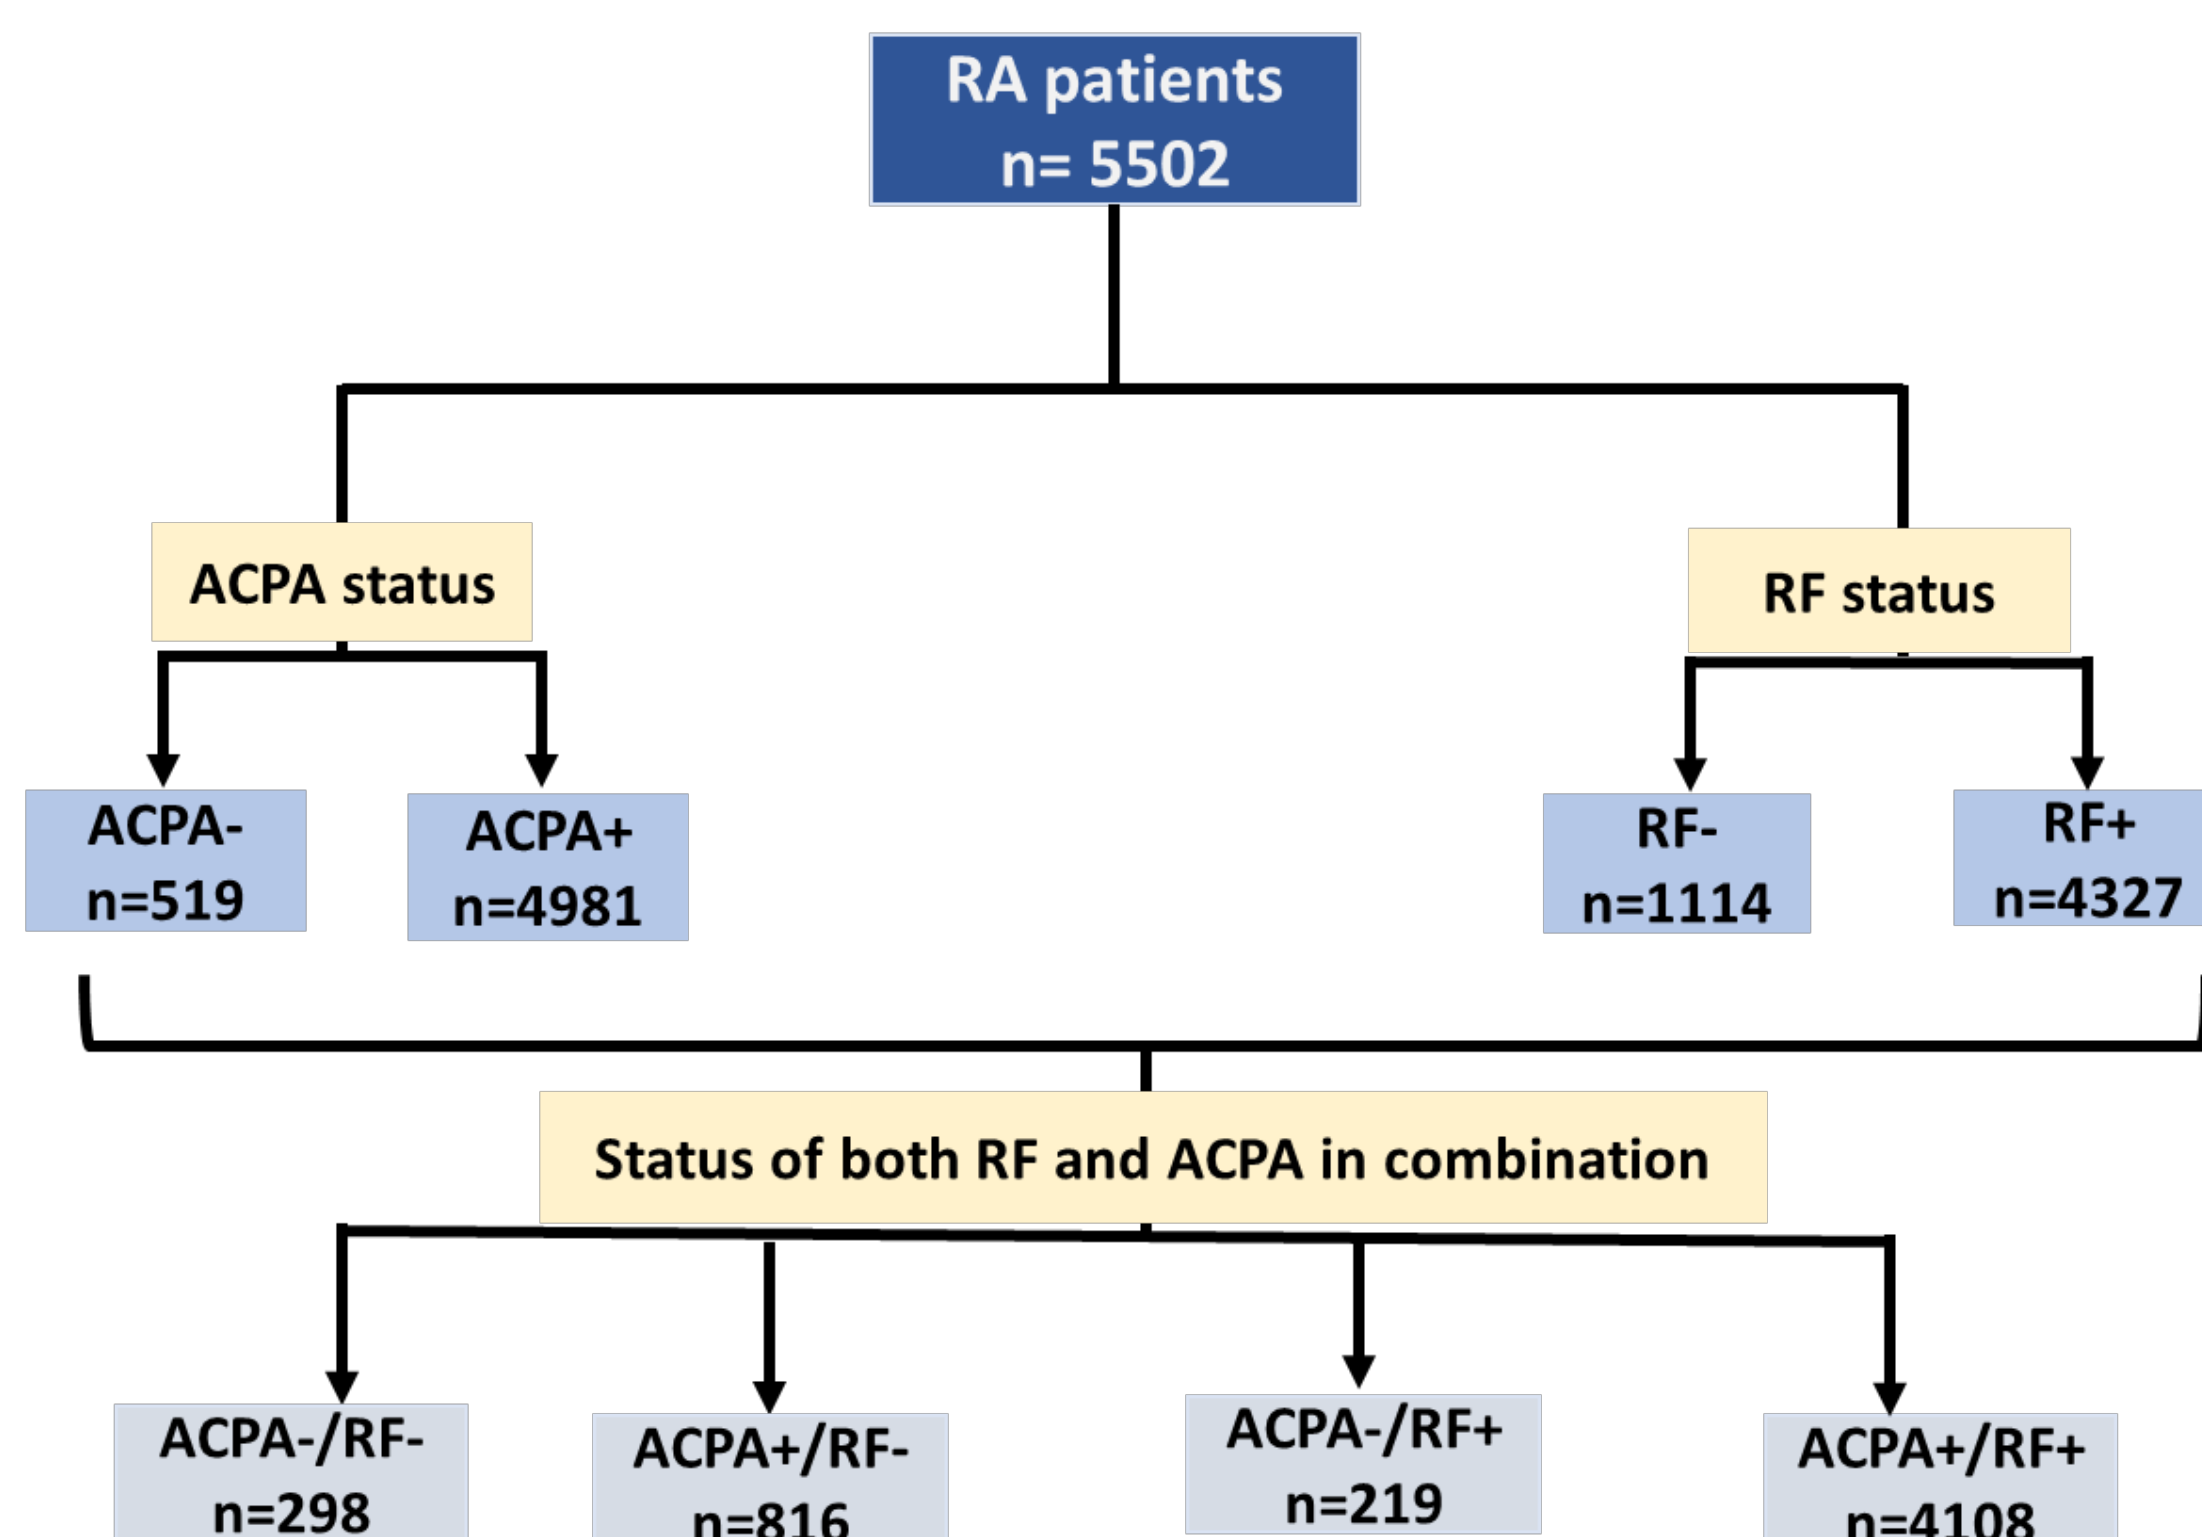 RA patients
n= 5502
ACPA status
RF status
ACPA-
n=519
ACPA+
n=4981
RF-
n=1114
RF+
n=4327
Status of both RF and ACPA in combination
ACPA-/RF-
n=298
ACPA+/RF-
n=816
ACPA-/RF+
n=219
ACPA+/RF+
n=4108